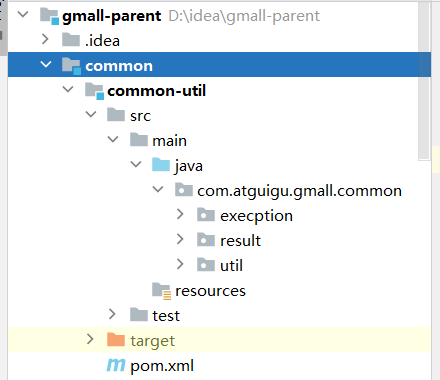 gmall-parent D:\idea\gmall-parent
.idea
common
common-util
src
main
java
com.atguigu.gmall.common
execption
result
util
resources
test
target
m pom.xml